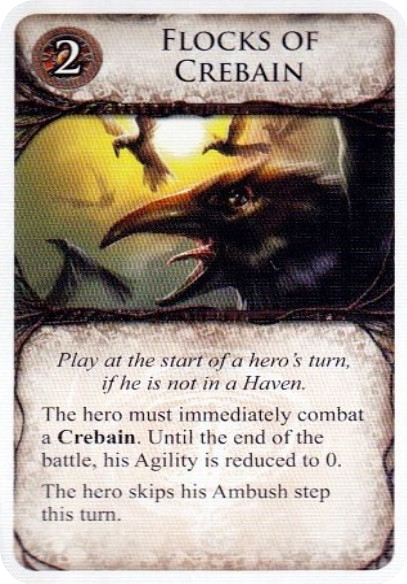 2
FLOCKS OF
CREBAIN
Play at the start of a hero's turn,
if he is not in a Haven.
The hero must immediately combat
a Crebain. Until the end of the
battle, his Agility is reduced to 0.
The hero skips his Ambush step
this turn.